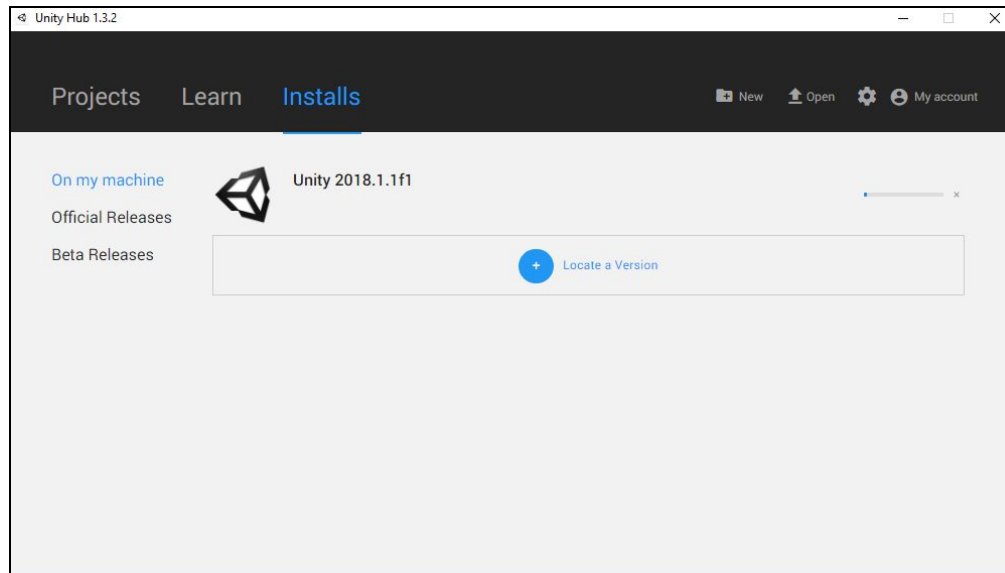 Unity Hub 1.3.2
Projects Learn Installs New Open My account
On my machine
Unity 2018.1.1f1
Official Releases
Beta Releases
Locate a Version